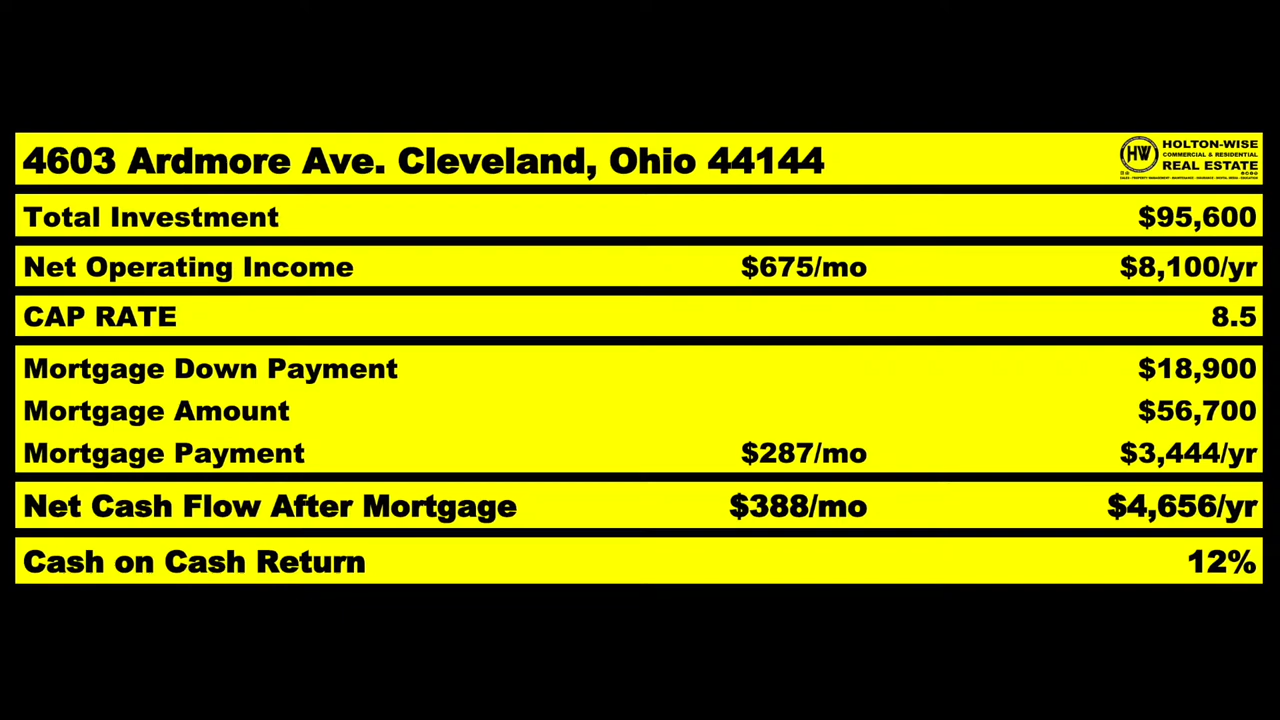 4603 Ardmore Ave. Cleveland, Ohio 44144
HW
HOLTON-WISE
COMMERCIAL & RESIDENTIAL
REAL ESTATE
Total Investment $95,600
Net Operating Income $675/mo $8,100/yr
CAP RATE 8.5
Mortgage Down Payment $18,900
Mortgage Amount $56,700
Mortgage Payment $287/mo $3,444/yr
Net Cash Flow After Mortgage $388/mo $4,656/yr
Cash on Cash Return 12%